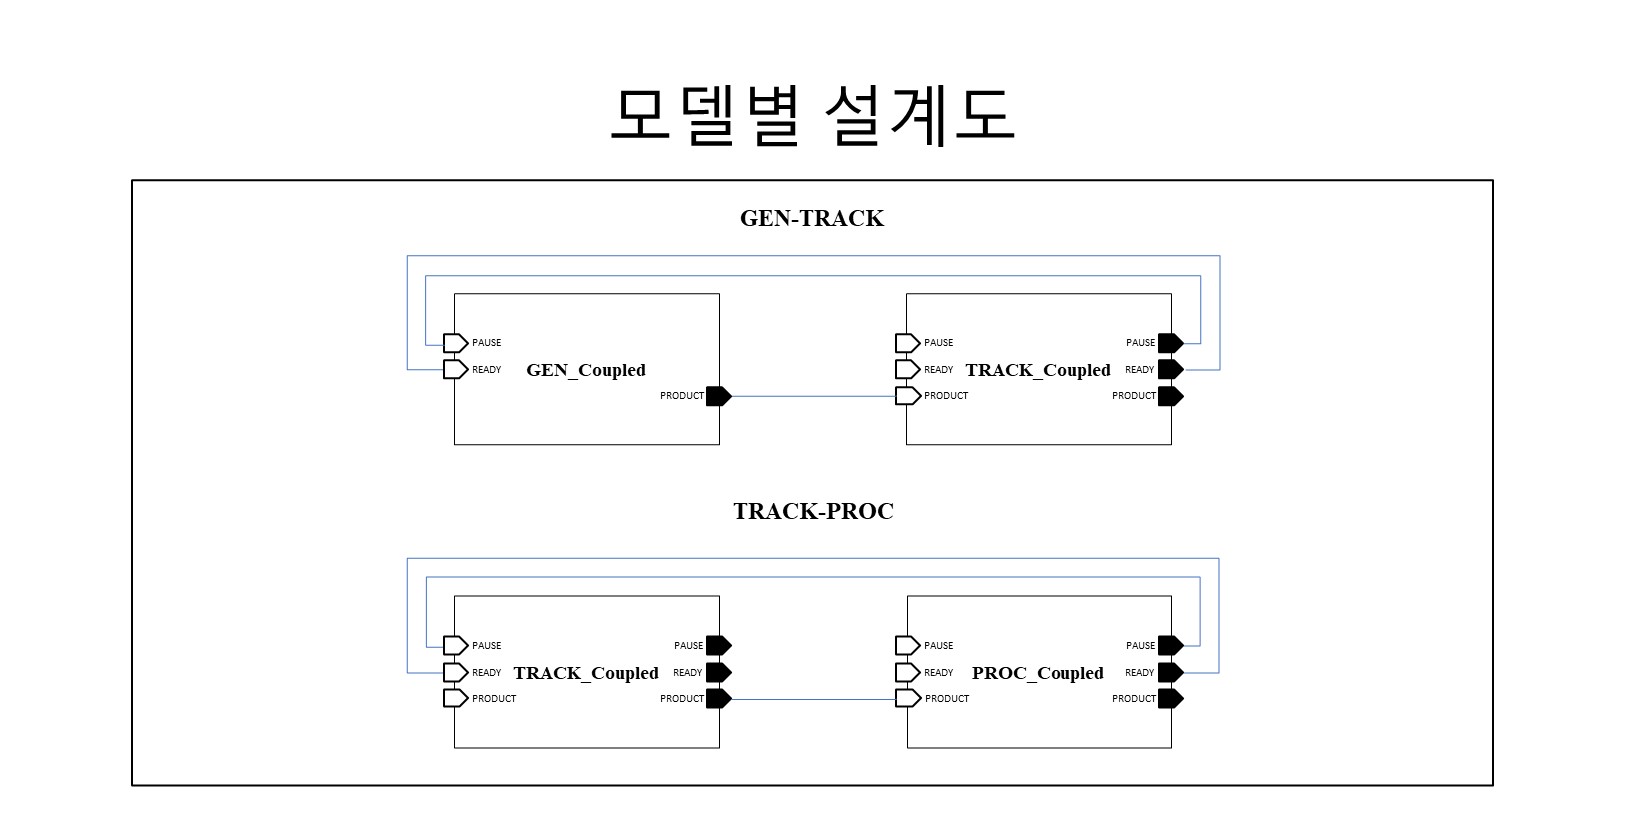 모델별 설계도
GEN-TRACK
PAUSE
READY
GEN_Coupled
PRODUCT
PAUSE
READY
PRODUCT
TRACK_Coupled
PAUSE
READY
PRODUCT
TRACK-PROC
PAUSE
READY
PRODUCT
TRACK_Coupled
PAUSE
READY
PRODUCT
PAUSE
READY
PRODUCT
PROC_Coupled
PAUSE
READY
PRODUCT